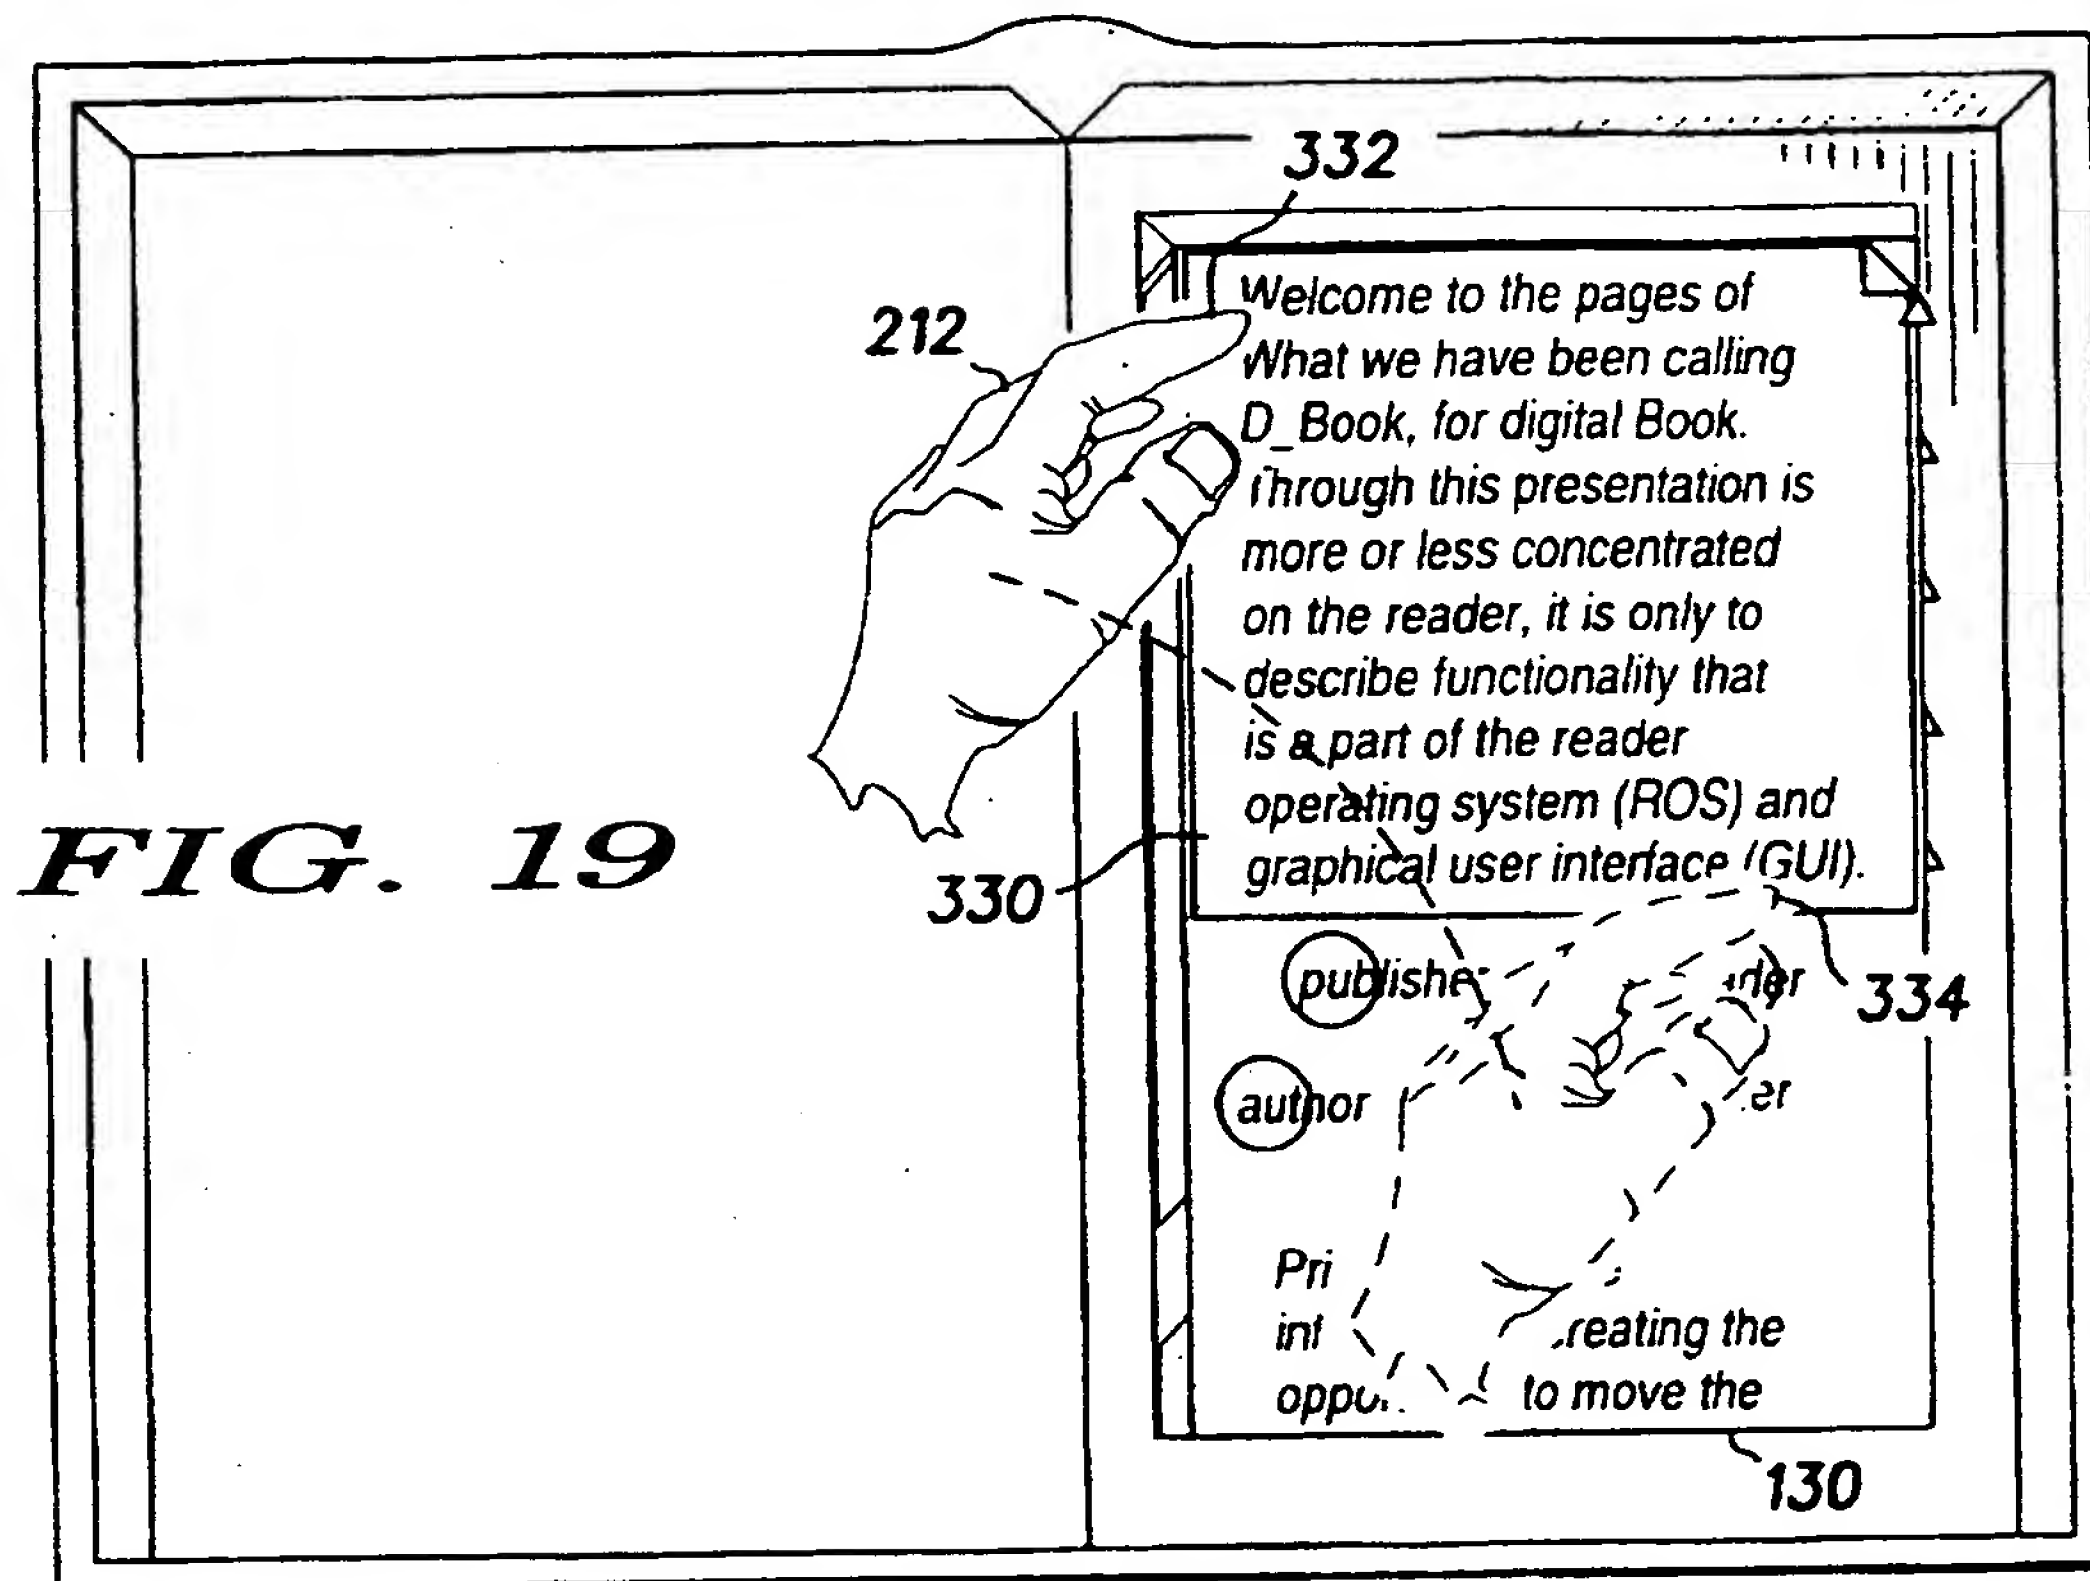 332
212
Welcome to the pages of
What we have been calling
D_Book, for digital Book.
Through this presentation is
more or less concentrated
on the reader, it is only to
describe functionality that
is a part of the reader
operating system (ROS) and
graphical user interface (GUI).
FIG. 19
330
publishe
334
author
Pri
inf reating the
oppo to move the
130